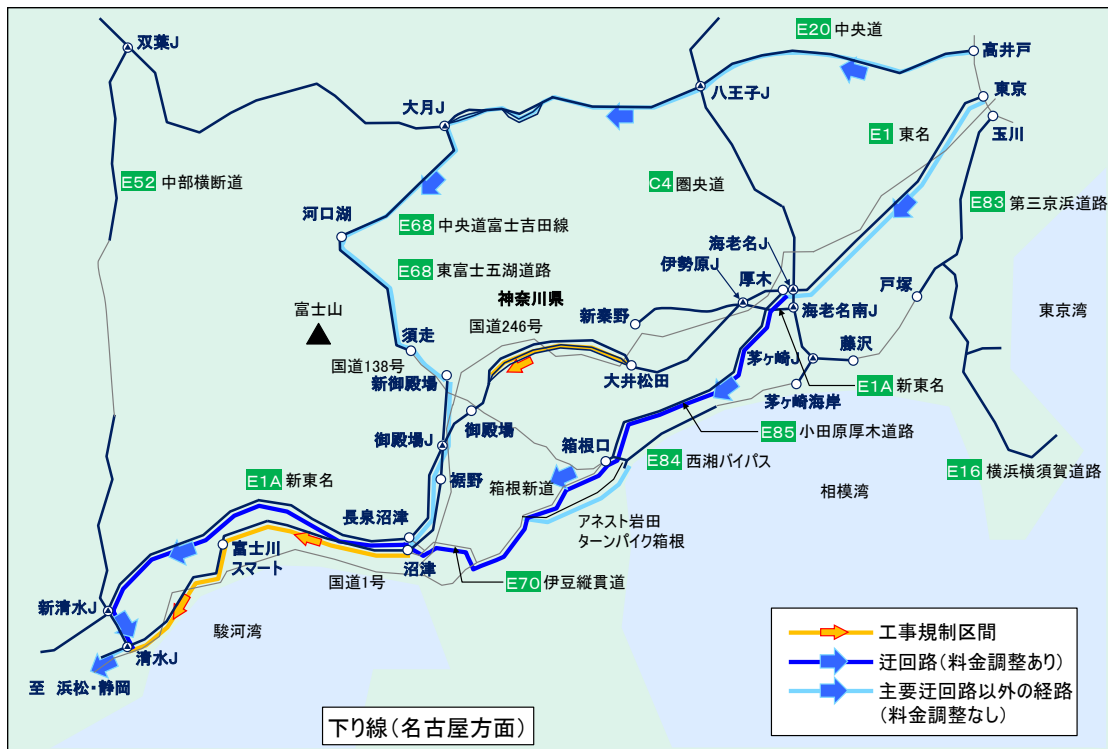 E20 中央道
双葉J
高井戸
八王子J
東京
大月J
E1 東名
玉川
E52 中部横断道
C4 圏央道
E83 第三京浜道路
河口湖
E68 中央道富士吉田線
海老名J
E68 東富士五湖道路
伊勢原J
厚木
戸塚
神奈川県
富士山
新秦野
海老名南J
東京湾
国道246号
須走
茅ヶ崎J
藤沢
国道138号
新御殿場
大井松田
E1A 新東名
茅ヶ崎海岸
御殿場
E85 小田原厚木道路
御殿場J
箱根口
E84 西湘バイパス
E16 横浜横須賀道路
E1A 新東名
裾野
箱根新道
相模湾
長泉沼津
アネスト岩田
ターンパイク箱根
富士川
スマート
沼津
国道1号
E70 伊豆縦貫道
新清水J
駿河湾
清水J
至 浜松・静岡
工事規制区間
迂回路(料金調整あり)
主要迂回路以外の経路
(料金調整なし)
下り線(名古屋方面)